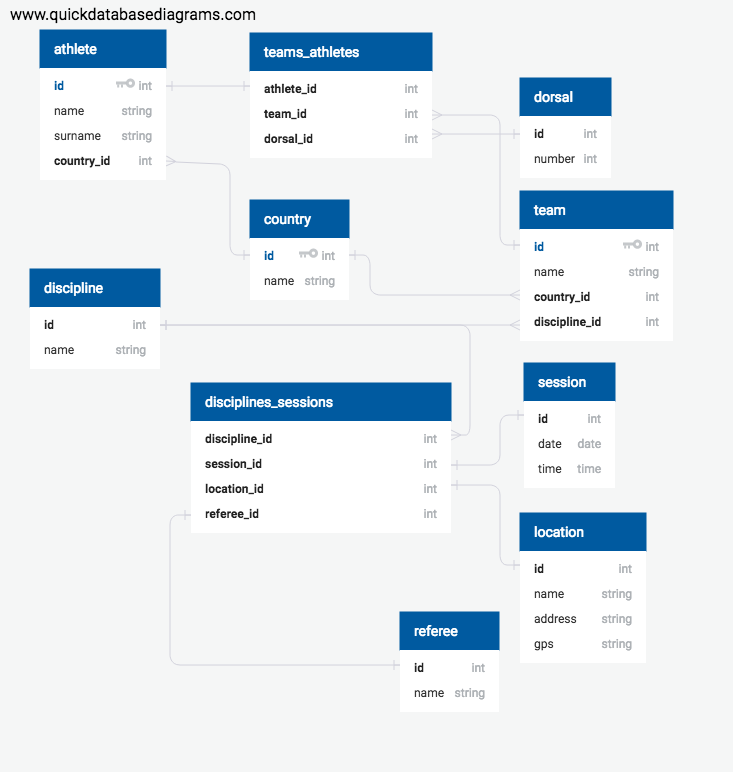 www.quickdatabasediagrams.com
athlete
id int
name string
surname string
country_id int
teams_athletes
athlete_id int
team_id int
dorsal_id int
dorsal
id int
number int
country
id int
name string
team
id int
name string
country_id int
discipline_id int
discipline
id int
name string
disciplines_sessions
discipline_id int
session_id int
location_id int
referee_id int
session
id int
date date
time time
location
id int
name string
address string
gps string
referee
id int
name string